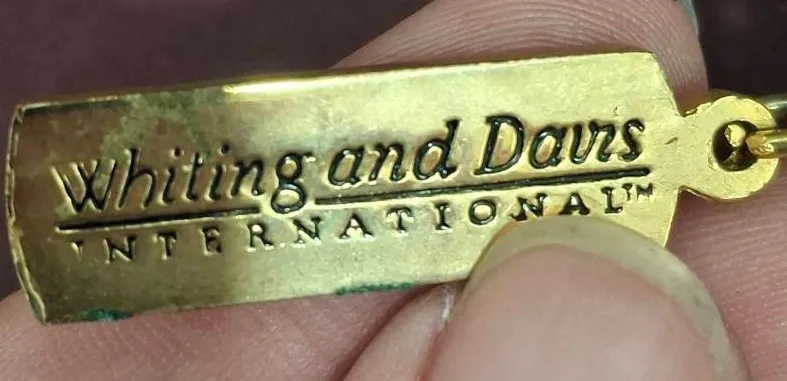 Whiting and Davis
INTERNATIONAL™